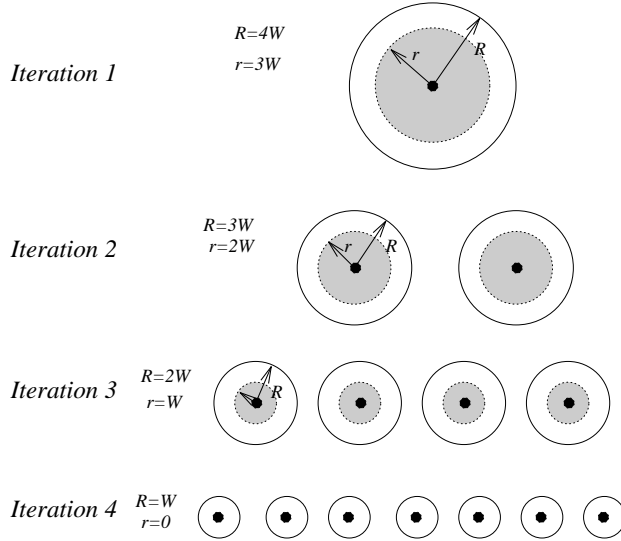 R=4W
r=3W
Iteration 1
r
R
R=3W
r=2W
Iteration 2
r
R
R=2W
r=W
Iteration 3
R
R=W
r=0
Iteration 4